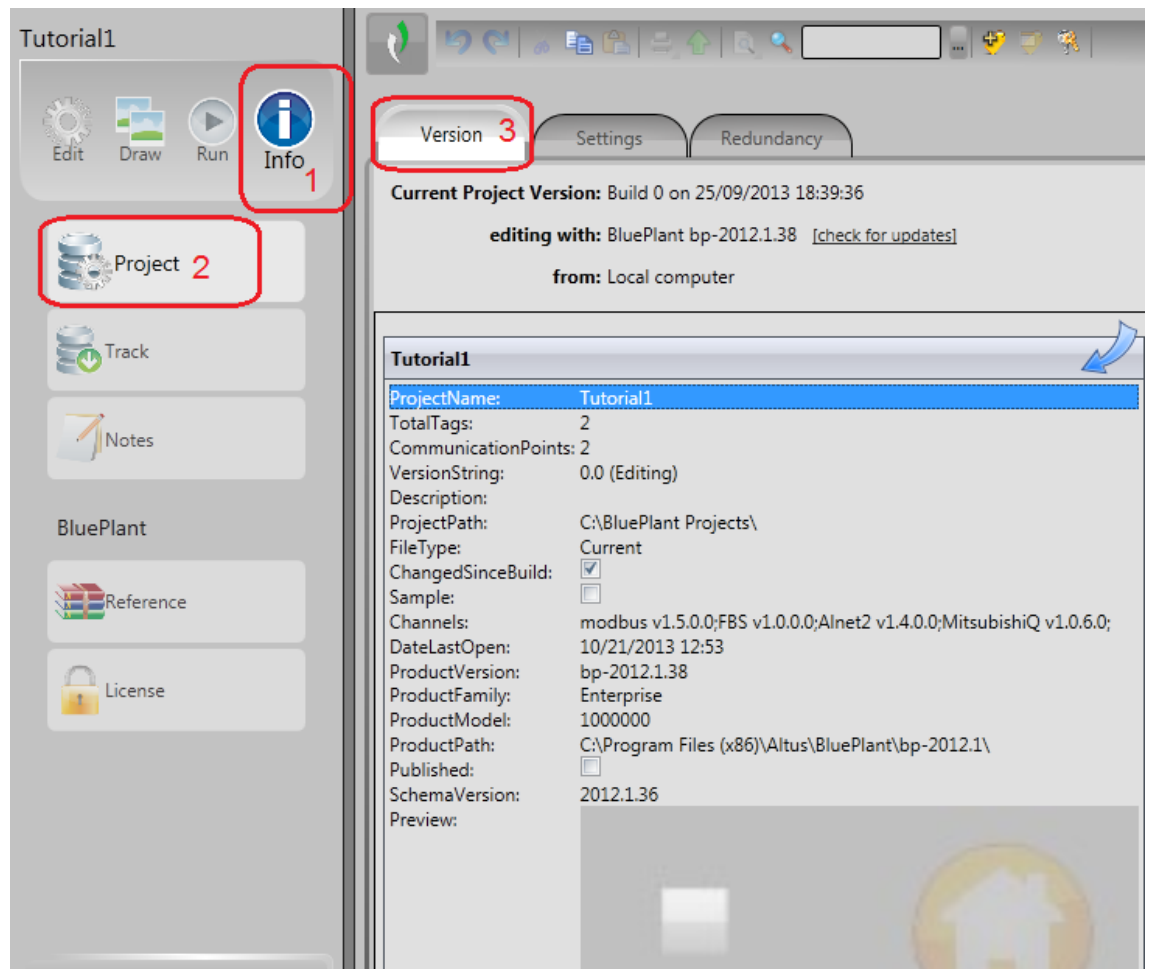 Tutorial1
Edit Draw Run Info
1
Project 2
Track
Notes
BluePlant
Reference
License
...
Version 3 Settings Redundancy
Current Project Version: Build 0 on 25/09/2013 18:39:36
editing with: BluePlant bp-2012.1.38 [check for updates]
from: Local computer
Tutorial1
ProjectName: Tutorial1
TotalTags: 2
CommunicationPoints: 2
VersionString: 0.0 (Editing)
Description:
ProjectPath: C:\BluePlant Projects\
FileType: Current
ChangedSinceBuild:
Sample:
Channels: modbus v1.5.0.0;FBS v1.0.0.0;Alnet2 v1.4.0.0;MitsubishiQ v1.0.6.0;
DateLastOpen: 10/21/2013 12:53
ProductVersion: bp-2012.1.38
ProductFamily: Enterprise
ProductModel: 1000000
ProductPath: C:\Program Files (x86)\Altus\BluePlant\bp-2012.1\
Published:
SchemaVersion: 2012.1.36
Preview: